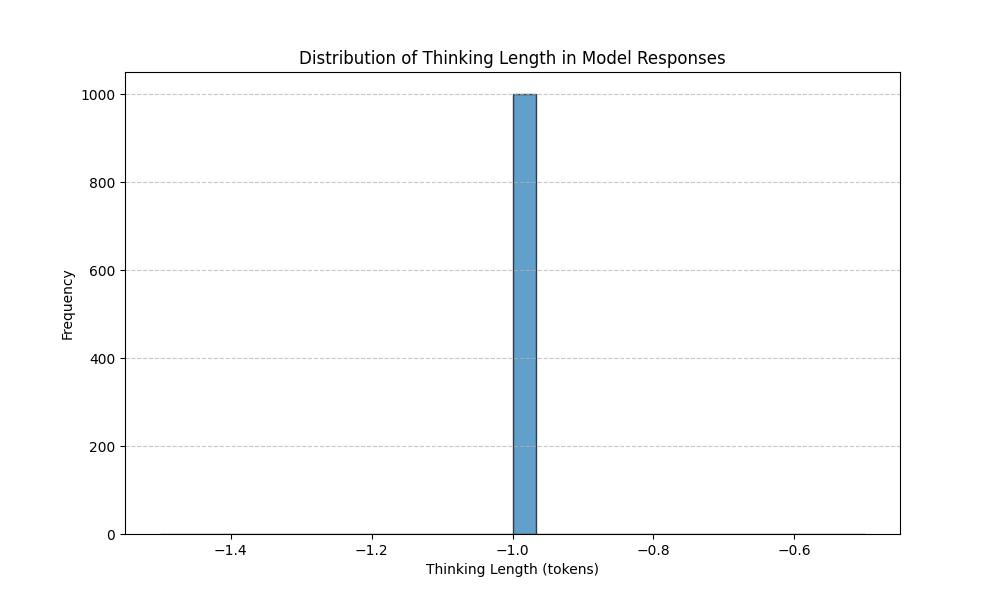 Distribution of Thinking Length in Model Responses
1000
800
600
400
200
0
Frequency
−1.4 −1.2 −1.0 −0.8 −0.6
Thinking Length (tokens)